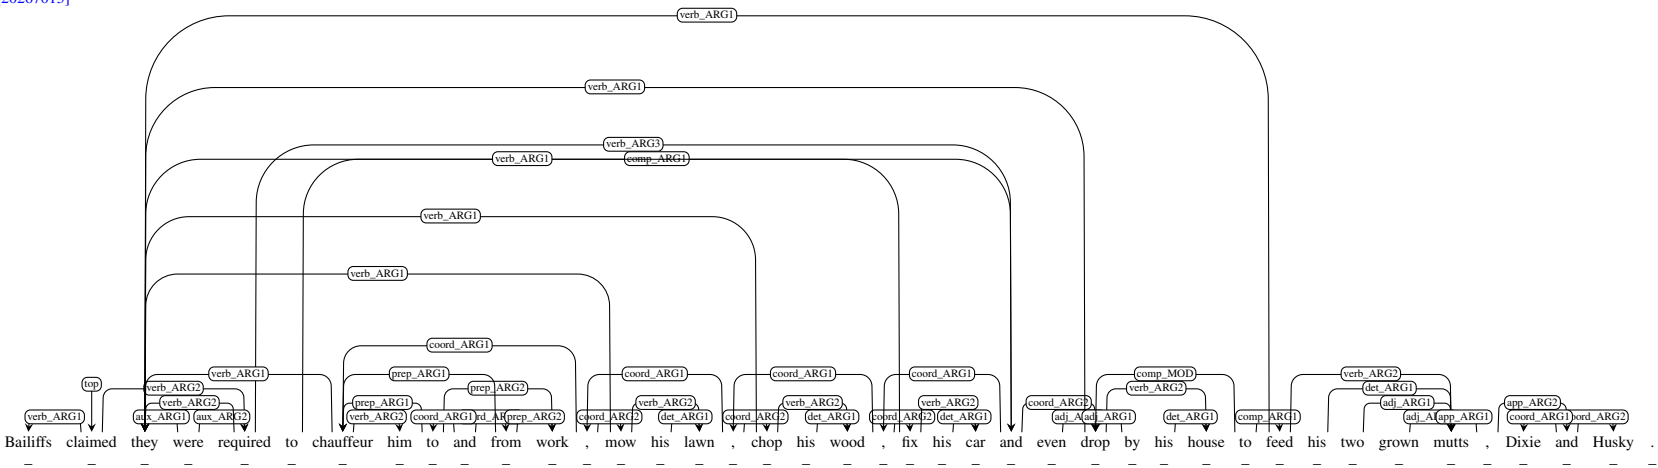 verb_ARG1
verb_ARG1
verb_ARG3
verb_ARG1 comp_ARG1
verb_ARG1
verb_ARG1
coord_ARG1
verb_ARG1 prep_ARG1 coord_ARG1 coord_ARG1 coord_ARG1 comp_MOD verb_ARG2
top verb_ARG2 prep_ARG2 verb_ARG2 det_ARG1
verb_ARG2 prep_ARG1 verb_ARG2 verb_ARG2 verb_ARG2 coord_ARG2 adj_ARG1 app_ARG2
verb_ARG1 aux_ARG1 aux_ARG2 verb_ARG2 coord_ARG1 prep_ARG2 coord_ARG2 det_ARG1 coord_ARG2 det_ARG1 coord_ARG2 det_ARG1 adj_ARG1 det_ARG1 comp_ARG1 app_ARG1 coord_ARG1
Bailiffs claimed they were required to chauffeur him to and from work , mow his lawn , chop his wood , fix his car and even drop by his house to feed his two grown mutts , Dixie and Husky .